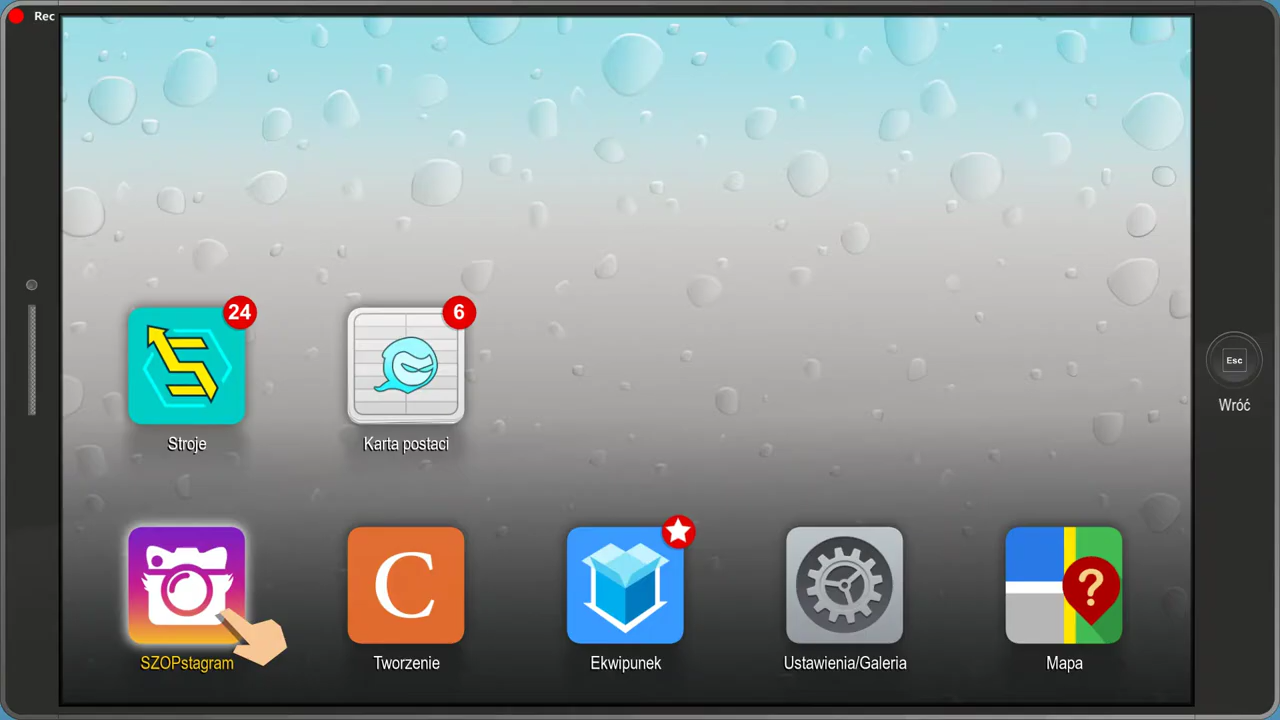 Rec
24
6
Stroje
Karta postaci
Esc
Wróć
C
?
SZOPstagram
Tworzenie
Ekwipunek
Ustawienia/Galeria
Mapa